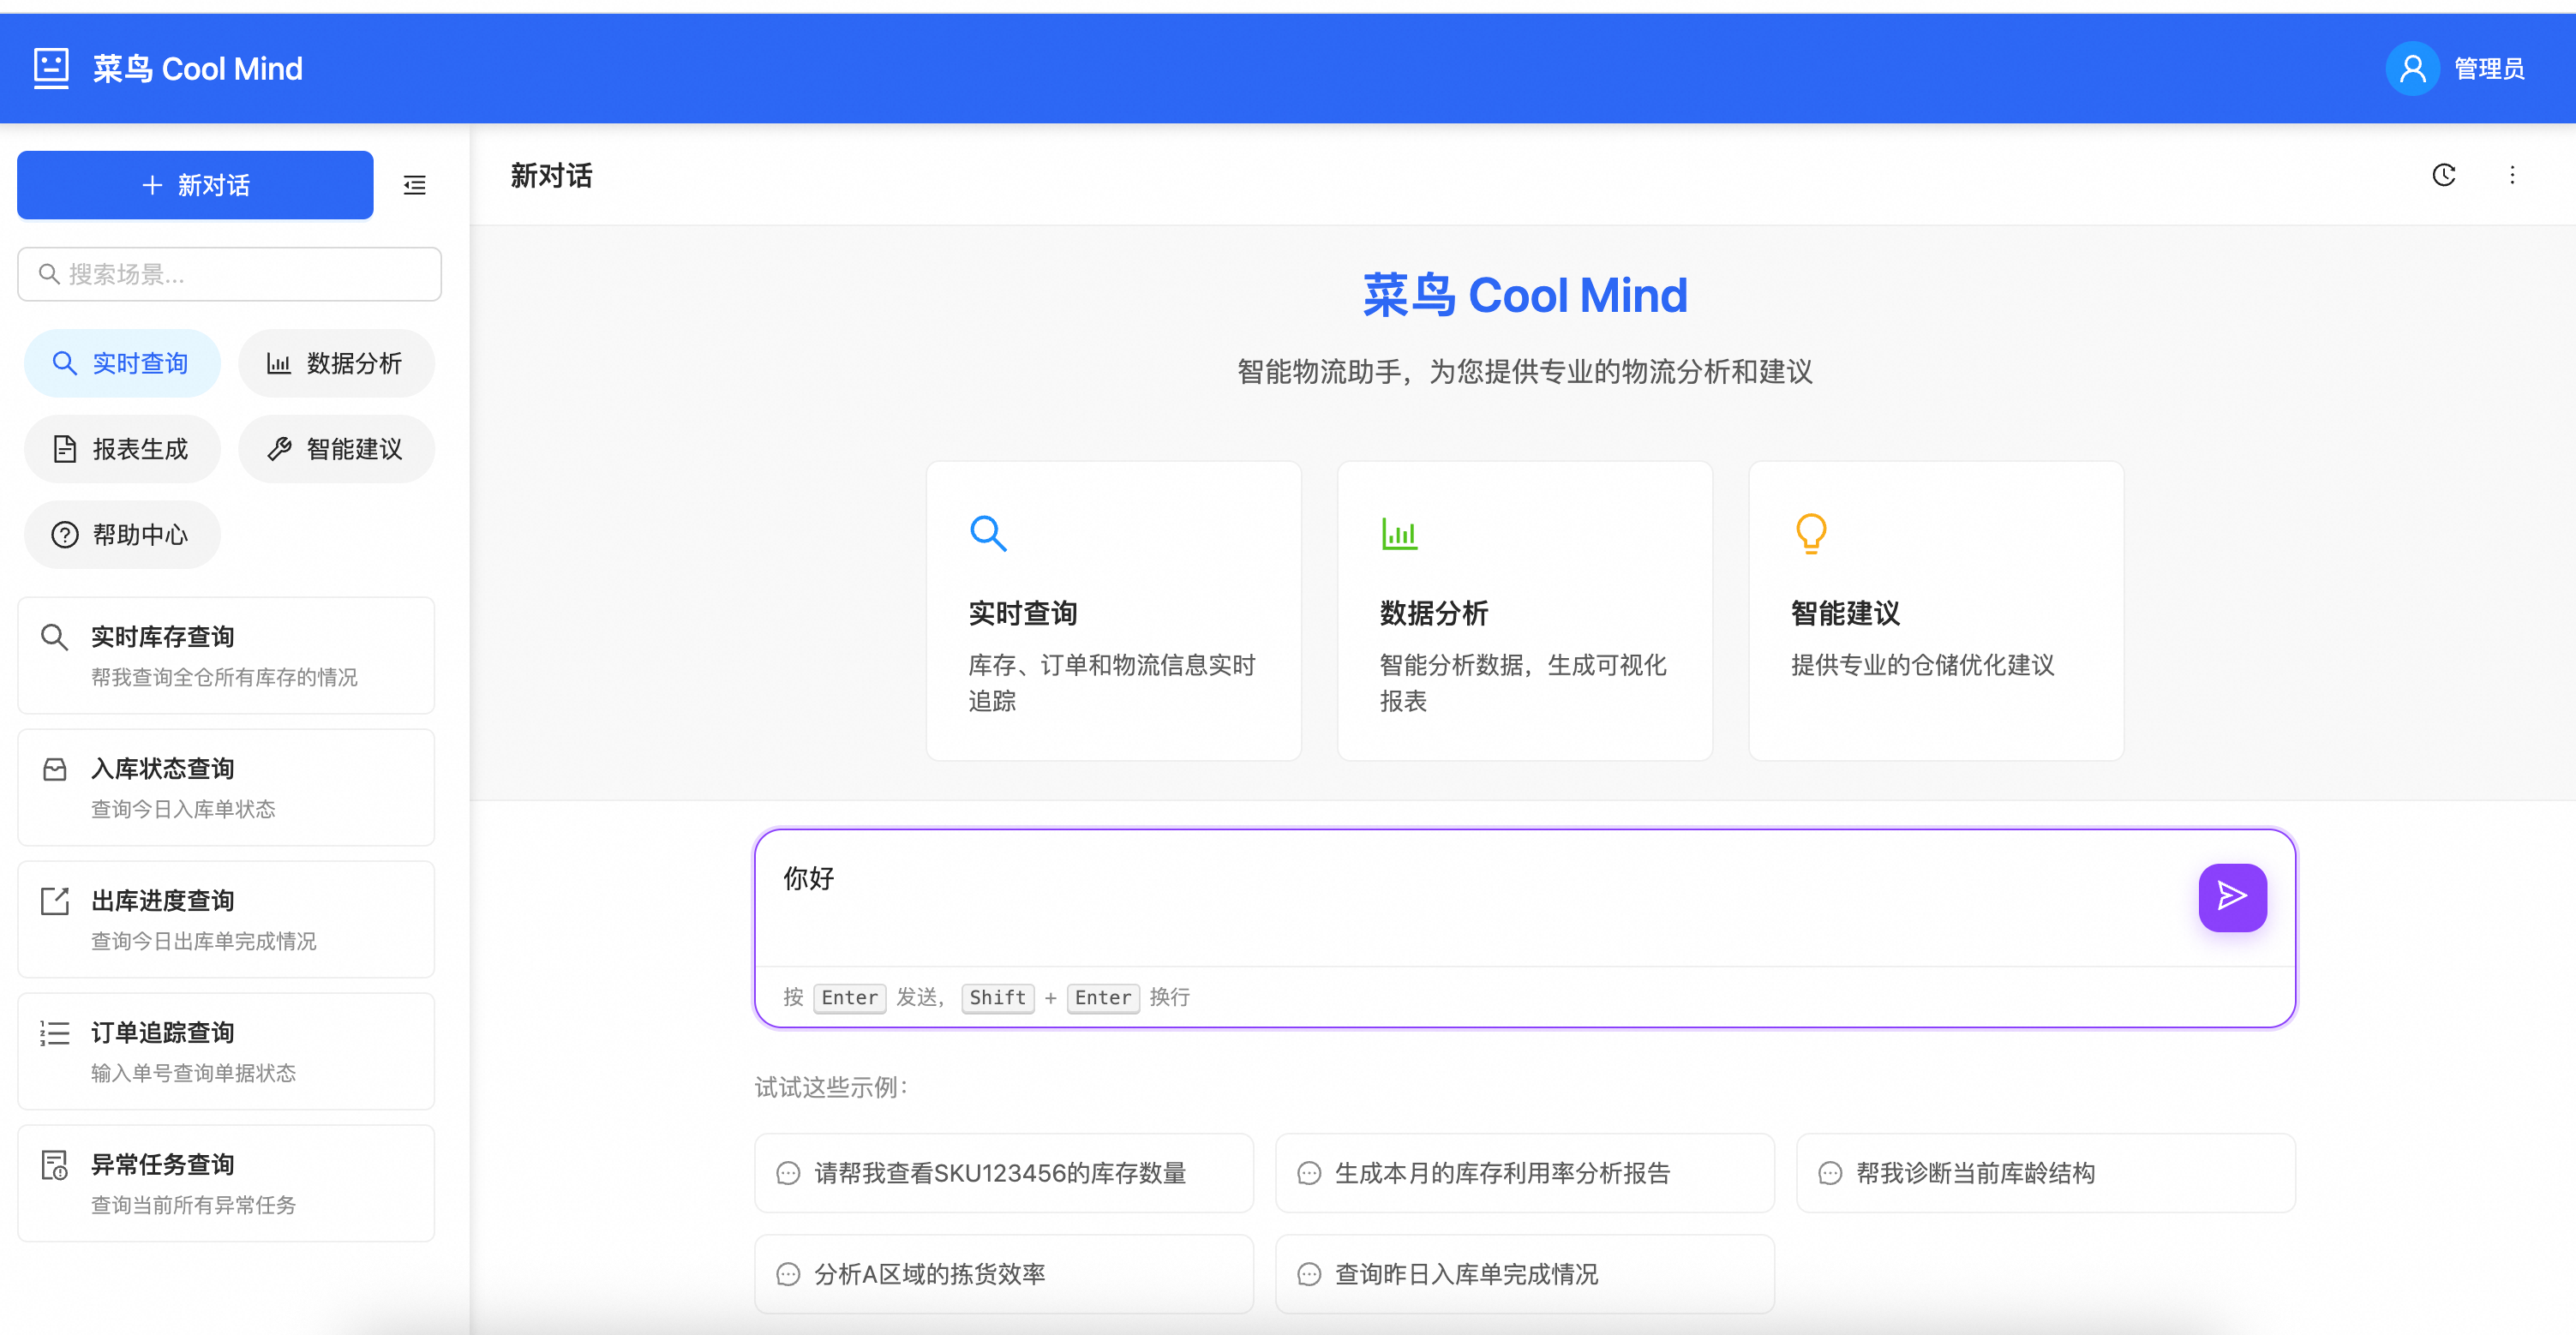 菜鸟 Cool Mind
管理员
新对话
搜索场景...
实时查询
数据分析
报表生成
智能建议
帮助中心
实时库存查询
帮我查询全仓所有库存的情况
入库状态查询
查询今日入库单状态
出库进度查询
查询今日出库单完成情况
订单追踪查询
输入单号查询单据状态
异常任务查询
查询当前所有异常任务
新对话
菜鸟 Cool Mind
智能物流助手，为您提供专业的物流分析和建议
实时查询
库存、订单和物流信息实时
追踪
数据分析
智能分析数据，生成可视化
报表
智能建议
提供专业的仓储优化建议
你好
按 Enter 发送， Shift + Enter 换行
试试这些示例：
请帮我查看SKU123456的库存数量
生成本月的库存利用率分析报告
帮我诊断当前库龄结构
分析A区域的拣货效率
查询昨日入库单完成情况